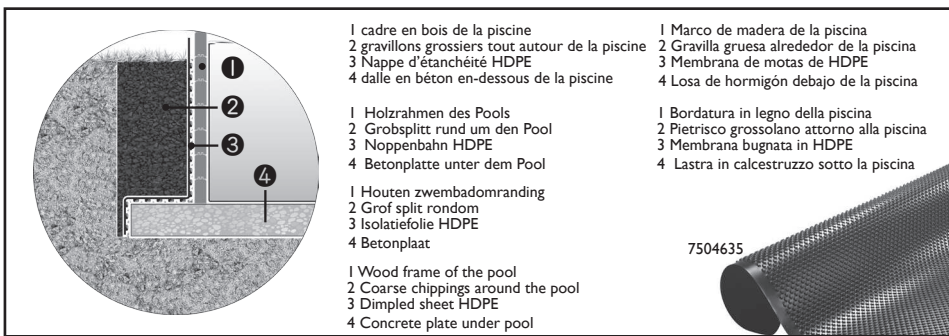 1
2
3
4
1 cadre en bois de la piscine
2 gravillons grossiers tout autour de la piscine
3 Nappe d'étanchéité HDPE
4 dalle en béton en-dessous de la piscine
1 Holzrahmen des Pools
2 Grobsplitt rund um den Pool
3 Noppenbahn HDPE
4 Betonplatte unter dem Pool
1 Houten zwembadomranding
2 Grof split rondom
3 Isolatiefolie HDPE
4 Betonplaat
1 Wood frame of the pool
2 Coarse chippings around the pool
3 Dimpled sheet HDPE
4 Concrete plate under pool
1 Marco de madera de la piscina
2 Gravilla gruesa alrededor de la piscina
3 Membrana de motas de HDPE
4 Losa de hormigón debajo de la piscina
1 Bordatura in legno della piscina
2 Pietrisco grossolano attorno alla piscina
3 Membrana bugnata in HDPE
4 Lastra in calcestruzzo sotto la piscina
7504635